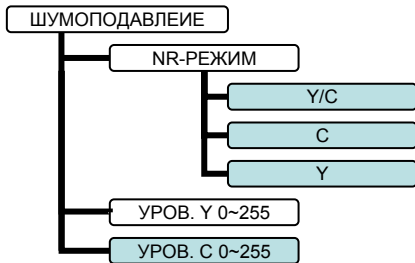 ШУМОПОДАВЛЕИЕ
NR-РЕЖИМ
Y/C
C
Y
УРОВ. Y 0~255
УРОВ. C 0~255